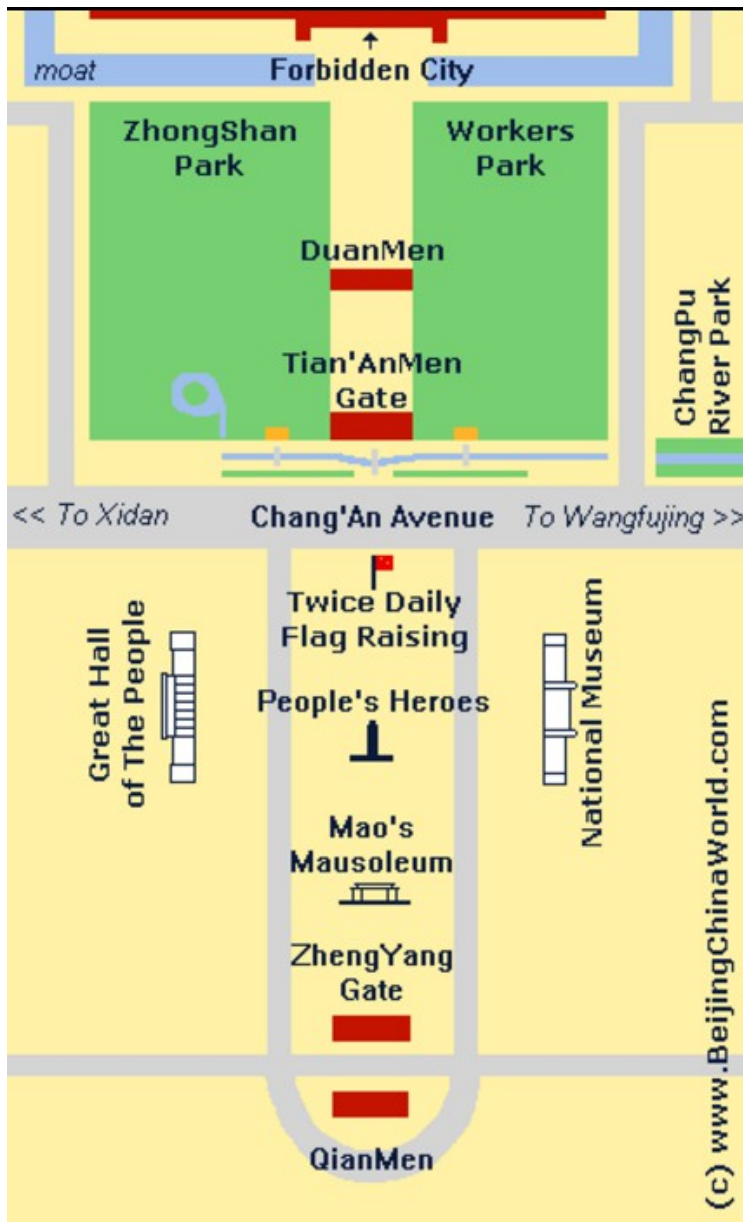 moat
Forbidden City
ZhongShan
Park
Workers
Park
DuanMen
Tian'AnMen
Gate
ChangPu
River Park
<< To Xidan
Chang'An Avenue
To Wangfujing >>
Twice Daily
Flag Raising
Great Hall
of The People
National Museum
People's Heroes
Mao's
Mausoleum
ZhengYang
Gate
QianMen
(c) www.BeijingChinaWorld.com